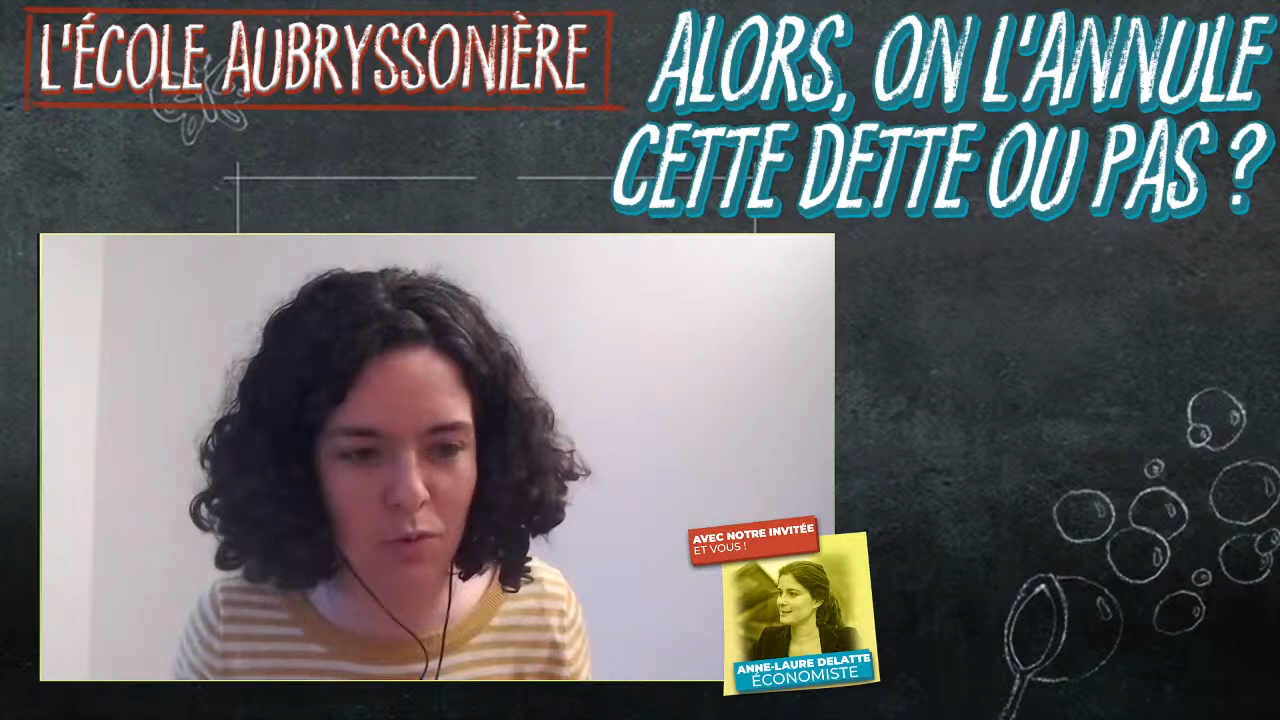 L'ÉCOLE AUBRYSSONIÈRE
ALORS, ON L'ANNULE
CETTE DETTE OU PAS ?
AVEC NOTRE INVITÉE
ET VOUS !
ANNE-LAURE DELATTE
ÉCONOMISTE